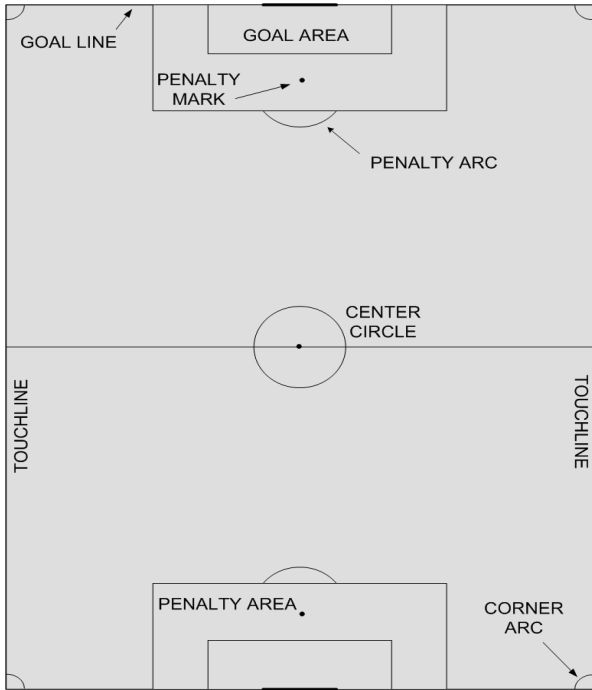 GOAL AREA
GOAL LINE
PENALTY
MARK
PENALTY ARC
CENTER
CIRCLE
TOUCHLINE
TOUCHLINE
PENALTY AREA
CORNER
ARC